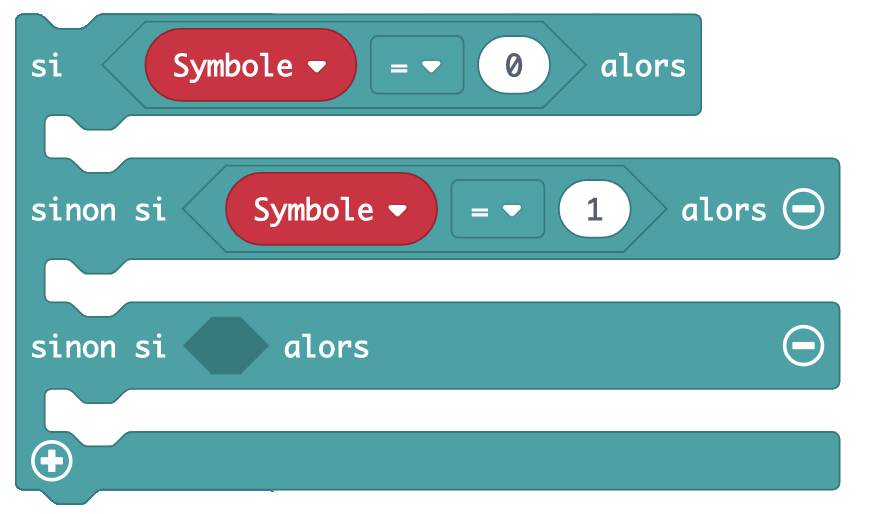 si Symbole = 0 alors
sinon si Symbole = 1 alors
sinon si alors